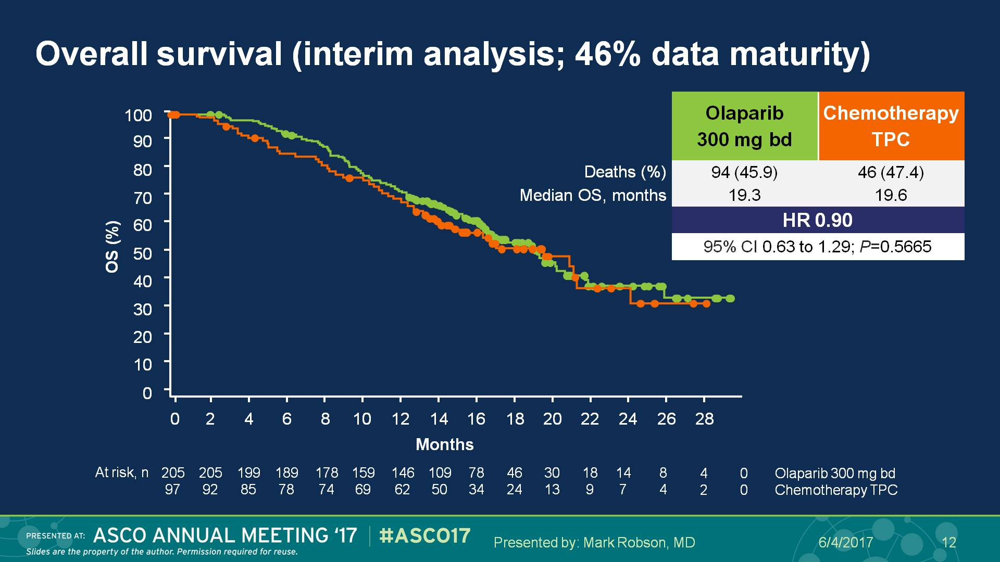 Overall survival (interim analysis; 46% data maturity)
Olaparib
300 mg bd
Chemotherapy
TPC
Deaths (%) 94 (45.9) 46 (47.4)
Median OS, months 19.3 19.6
HR 0.90
95% CI 0.63 to 1.29; P=0.5665
OS (%)
100
90
80
70
60
50
40
30
20
10
0
0 2 4 6 8 10 12 14 16 18 20 22 24 26 28
Months
At risk, n 205 205 199 189 178 159 146 109 78 46 30 18 14 8 4 0 Olaparib 300 mg bd
97 92 85 78 74 69 62 50 34 24 13 9 7 4 2 0 Chemotherapy TPC
PRESENTED AT: ASCO ANNUAL MEETING ‘17 #ASCO17
Slides are the property of the author. Permission required for reuse.
Presented by: Mark Robson, MD
6/4/2017
12